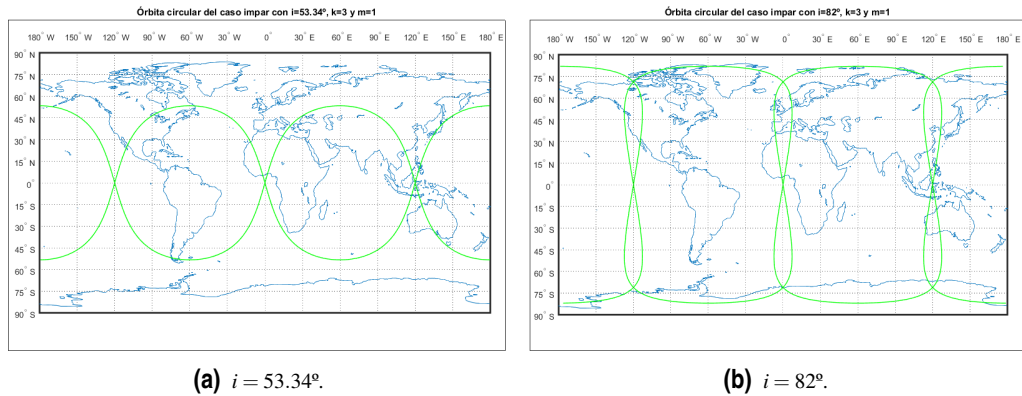 Órbita circular del caso impar con i=53.34º, k=3 y m=1
180° W 150° W 120° W 90° W 60° W 30° W 0° 30° E 60° E 90° E 120° E 150° E 180° E
90° N
75° N
60° N
45° N
30° N
15° N
0°
15° S
30° S
45° S
60° S
75° S
90° S
(a) i = 53.34º.
Órbita circular del caso impar con i=82º, k=3 y m=1
180° W 150° W 120° W 90° W 60° W 30° W 0° 30° E 60° E 90° E 120° E 150° E 180° E
90° N
75° N
60° N
45° N
30° N
15° N
0°
15° S
30° S
45° S
60° S
75° S
90° S
(b) i = 82º.